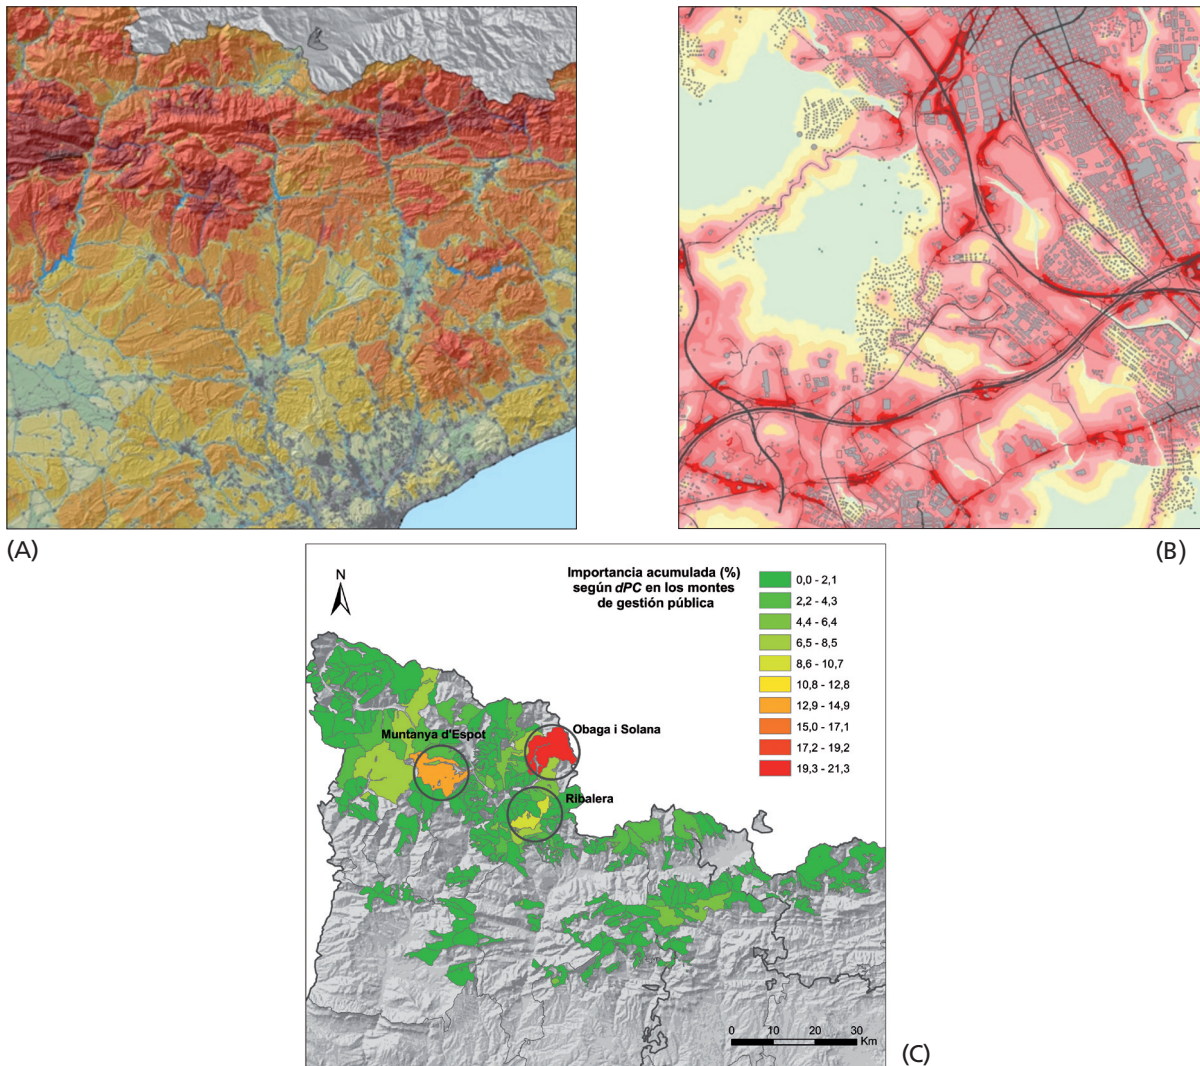 (A)
(B)
N
Importancia acumulada (%)
según dPC en los montes
de gestión pública
0,0 - 2,1
2,2 - 4,3
4,4 - 6,4
6,5 - 8,5
8,6 - 10,7
10,8 - 12,8
12,9 - 14,9
15,0 - 17,1
17,2 - 19,2
19,3 - 21,3
Obaga i Solana
Muntanya d'Espot
Ribalera
0 10 20 30
Km
(C)